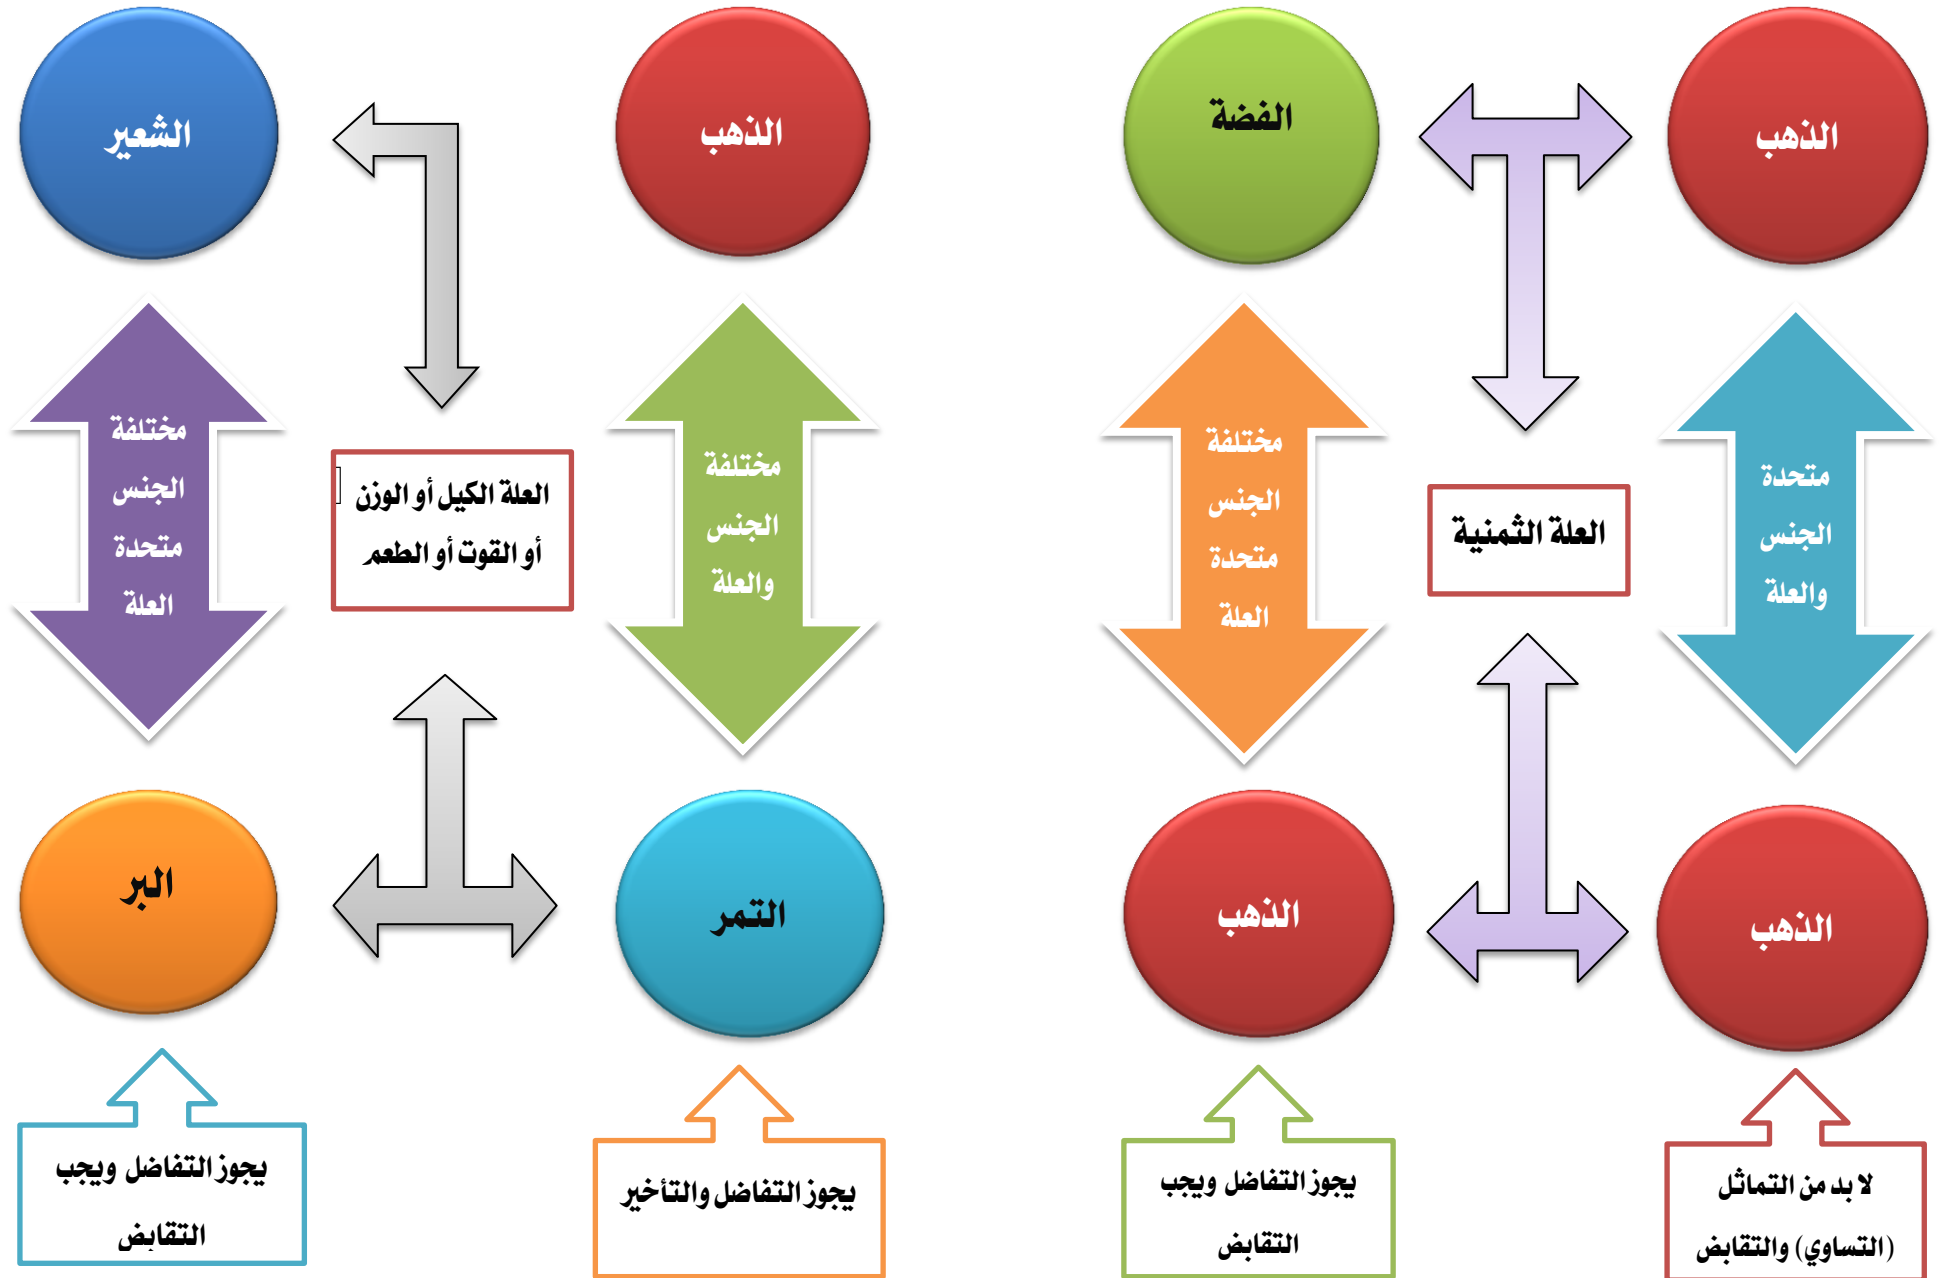 الذهب
الفضة
الذهب
الشعير
متحدة
الجنس
والعلة
العلة الثمنية
مختلفة
الجنس
متحدة
العلة
مختلفة
الجنس
والعلة
العلة الكيل أو الوزن
أو القوت أو الطعم
مختلفة
الجنس
متحدة
العلة
الذهب
الذهب
التمر
البر
لا بد من التماثل
(التساوي) والتقابض
يجوز التفاضل ويجب
التقابض
يجوز التفاضل والتأخير
يجوز التفاضل ويجب
التقابض